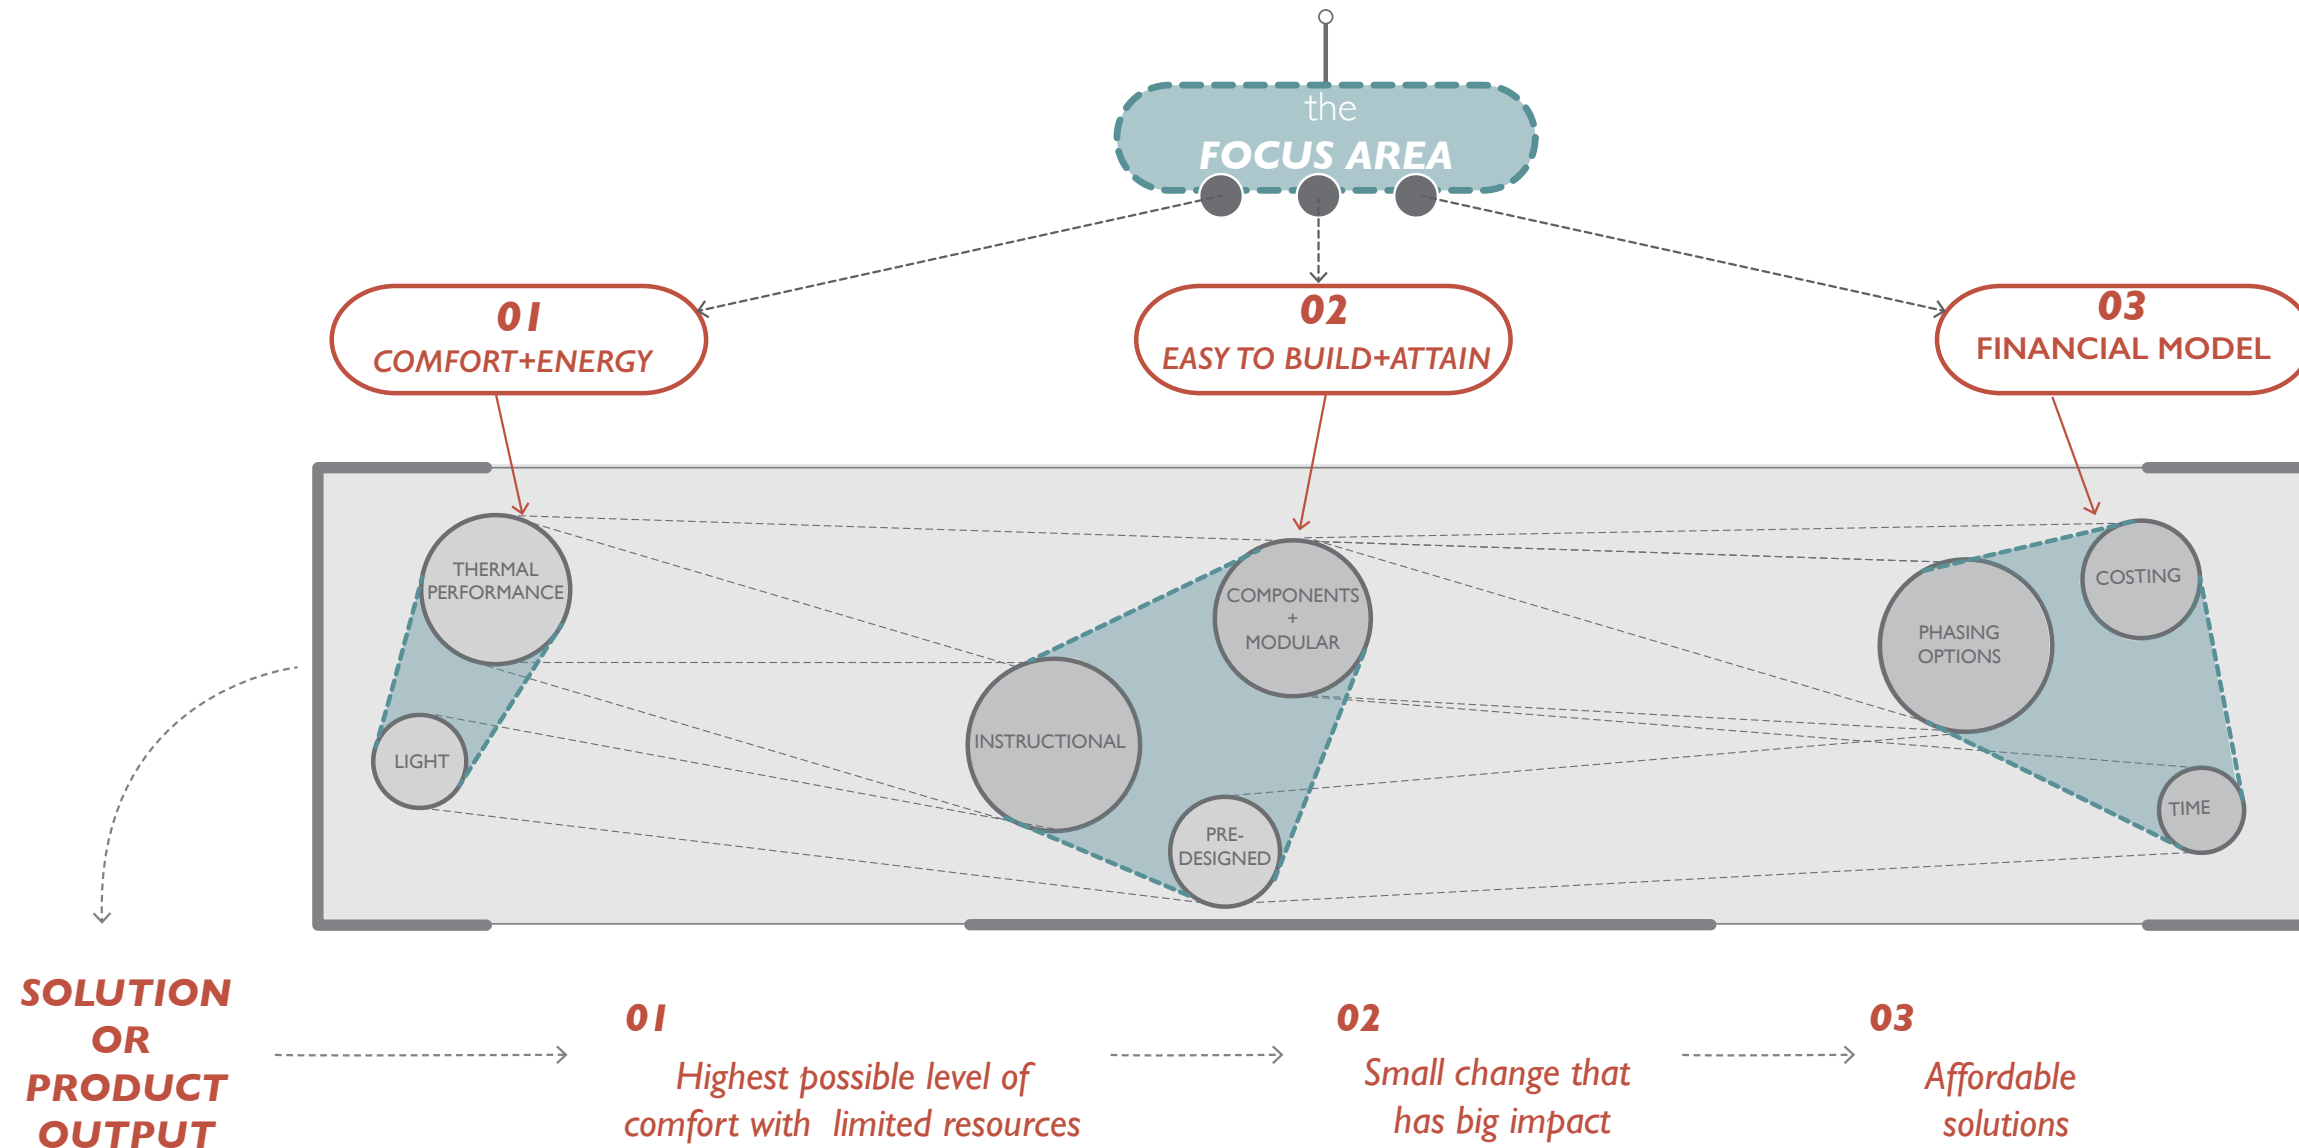 the
FOCUS AREA
01
COMFORT+ENERGY
02
EASY TO BUILD+ATTAIN
03
FINANCIAL MODEL
THERMAL
PERFORMANCE
LIGHT
INSTRUCTIONAL
COMPONENTS
+
MODULAR
PRE-
DESIGNED
PHASING
OPTIONS
COSTING
TIME
SOLUTION
OR
PRODUCT
OUTPUT
01
Highest possible level of
comfort with limited resources
02
Small change that
has big impact
03
Affordable
solutions